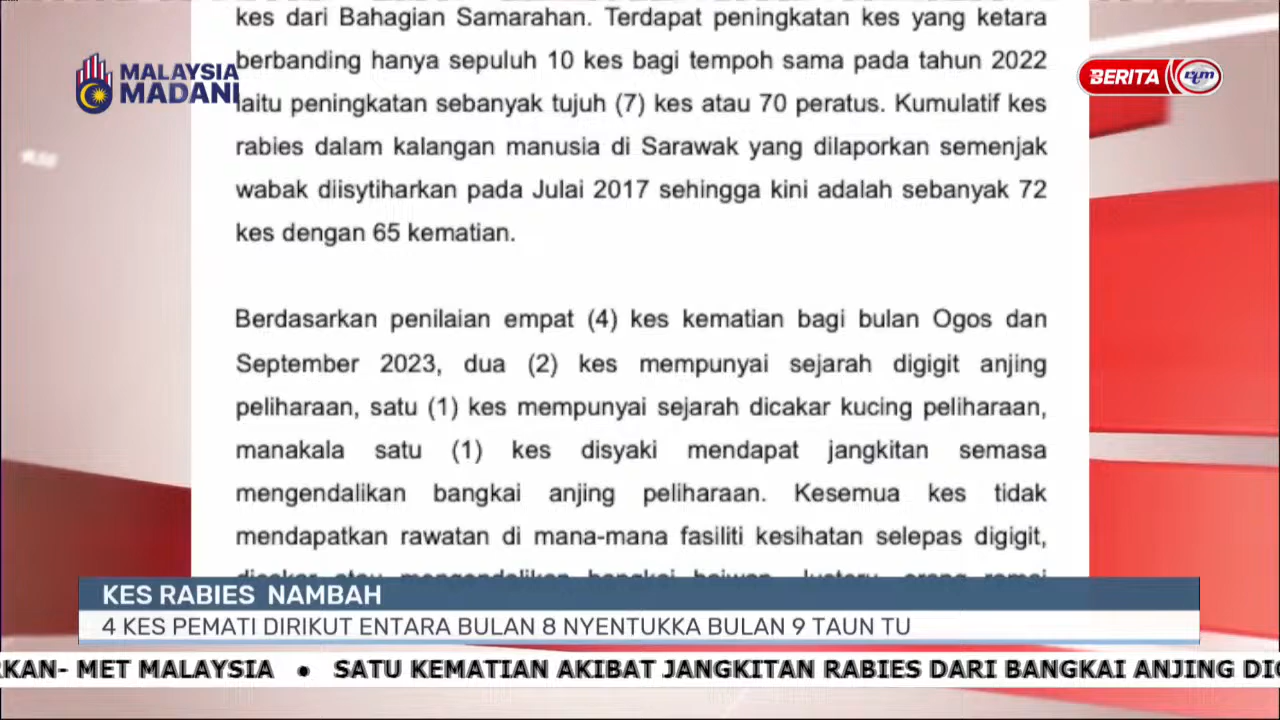 kes dari Bahagian Samarahan. Terdapat peningkatan kes yang ketara
berbanding hanya sepuluh 10 kes bagi tempoh sama pada tahun 2022
iaitu peningkatan sebanyak tujuh (7) kes atau 70 peratus. Kumulatif kes
rabies dalam kalangan manusia di Sarawak yang dilaporkan semenjak
wabak diisytiharkan pada Julai 2017 sehingga kini adalah sebanyak 72
kes dengan 65 kematian.
Berdasarkan penilaian empat (4) kes kematian bagi bulan Ogos dan
September 2023, dua (2) kes mempunyai sejarah digigit anjing
peliharaan, satu (1) kes mempunyai sejarah dicakar kucing peliharaan,
manakala satu (1) kes disyaki mendapat jangkitan semasa
mengendalikan bangkai anjing peliharaan. Kesemua kes tidak
mendapatkan rawatan di mana-mana fasiliti kesihatan selepas digigit,
MALAYSIA
MADANI
BERITA rtm
KES RABIES NAMBAH
4 KES PEMATI DIRIKUT ENTARA BULAN 8 NYENTUKKA BULAN 9 TAUN TU
RKAN- MET MALAYSIA • SATU KEMATIAN AKIBAT JANGKITAN RABIES DARI BANGKAI ANJING DIG